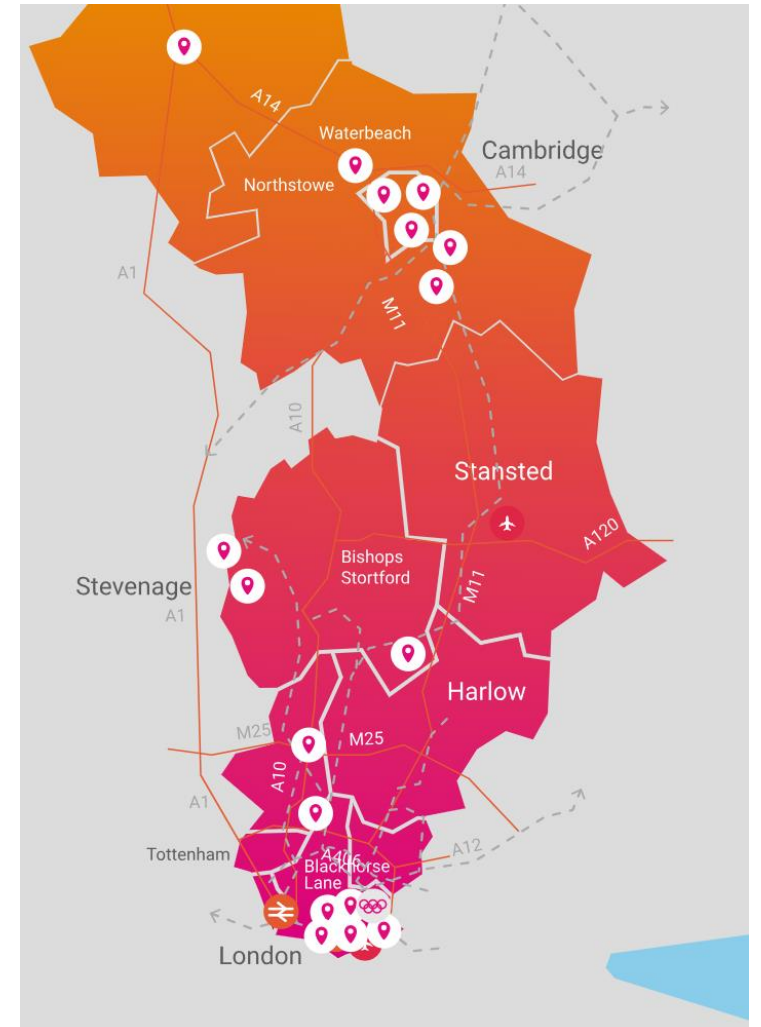 A14
Waterbeach
Cambridge
A14
Northstowe
A1
M11
A10
Stansted
A120
Bishops
Stortford
M11
Stevenage
A1
Harlow
M25
M25
A10
A1
A12
Tottenham
A406
Blackhorse
Lane
London